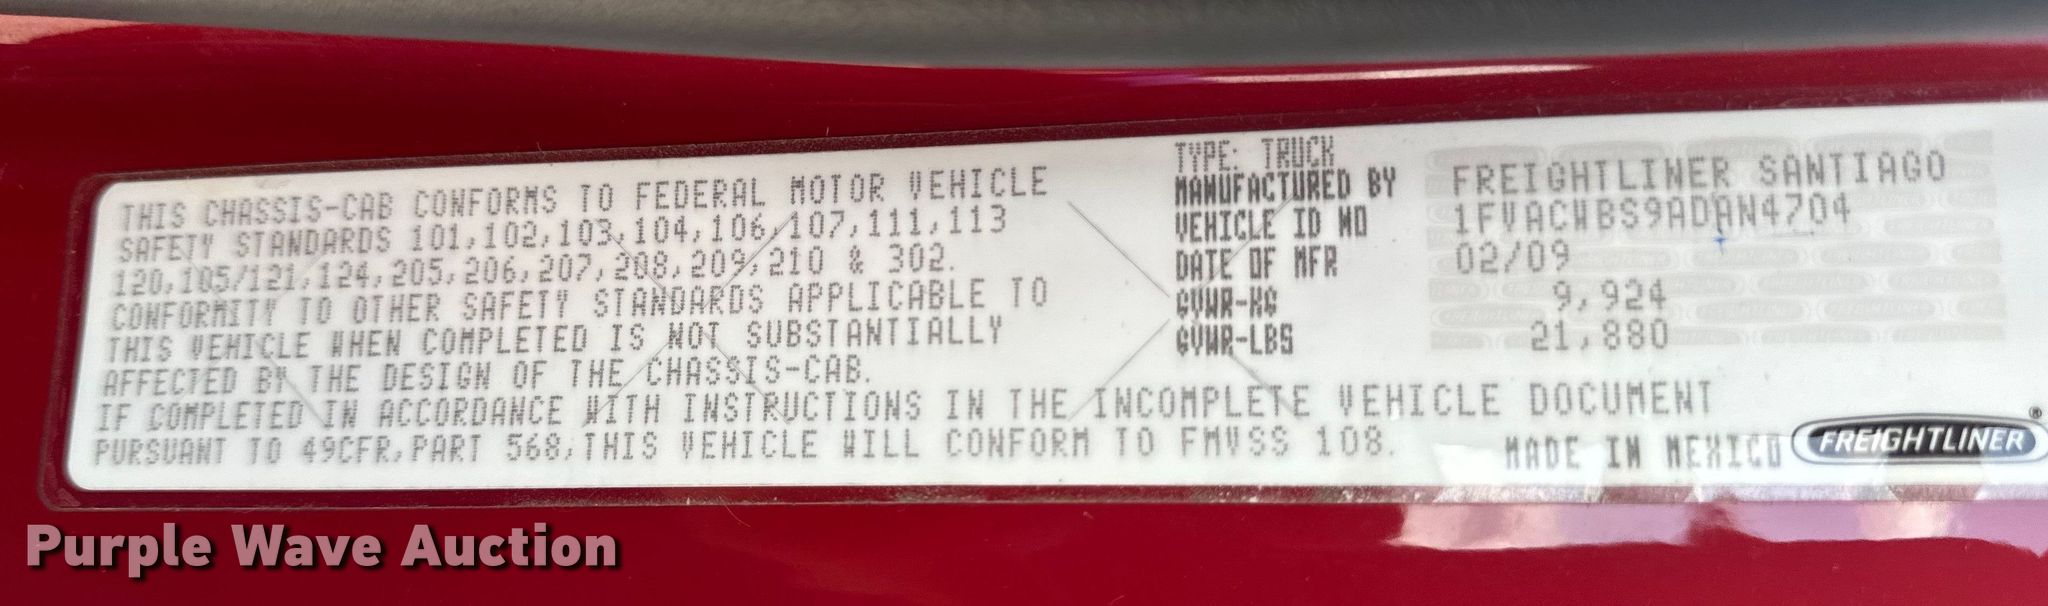 THIS CHASSIS-CAB CONFORMS TO FEDERAL MOTOR VEHICLE
SAFETY STANDARDS 101,102,103,104,106,107,111,113
120,105/121,124,205,206,207,208,209,210 & 302.
CONFORMITY TO OTHER SAFETY STANDARDS APPLICABLE TO
THIS VEHICLE WHEN COMPLETED IS NOT SUBSTANTIALLY
AFFECTED BY THE DESIGN OF THE CHASSIS-CAB.
IF COMPLETED IN ACCORDANCE WITH INSTRUCTIONS IN THE INCOMPLETE VEHICLE DOCUMENT
PURSUANT TO 49CFR,PART 568,THIS VEHICLE WILL CONFORM TO FMVSS 108.
TYPE: TRUCK
MANUFACTURED BY FREIGHTLINER SANTIAGO
VEHICLE ID NO 1FVACWBS9ADAN4704
DATE OF MFR 02/09
GVWR-KG 9,924
GVWR-LBS 21,880
MADE IN MEXICO FREIGHTLINER®
Purple Wave Auction